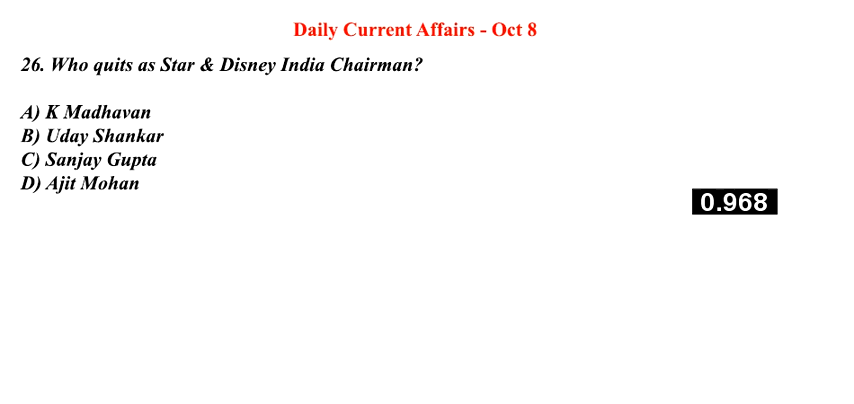 Daily Current Affairs - Oct 8
26. Who quits as Star & Disney India Chairman?
A) K Madhavan
B) Uday Shankar
C) Sanjay Gupta
D) Ajit Mohan
0.968